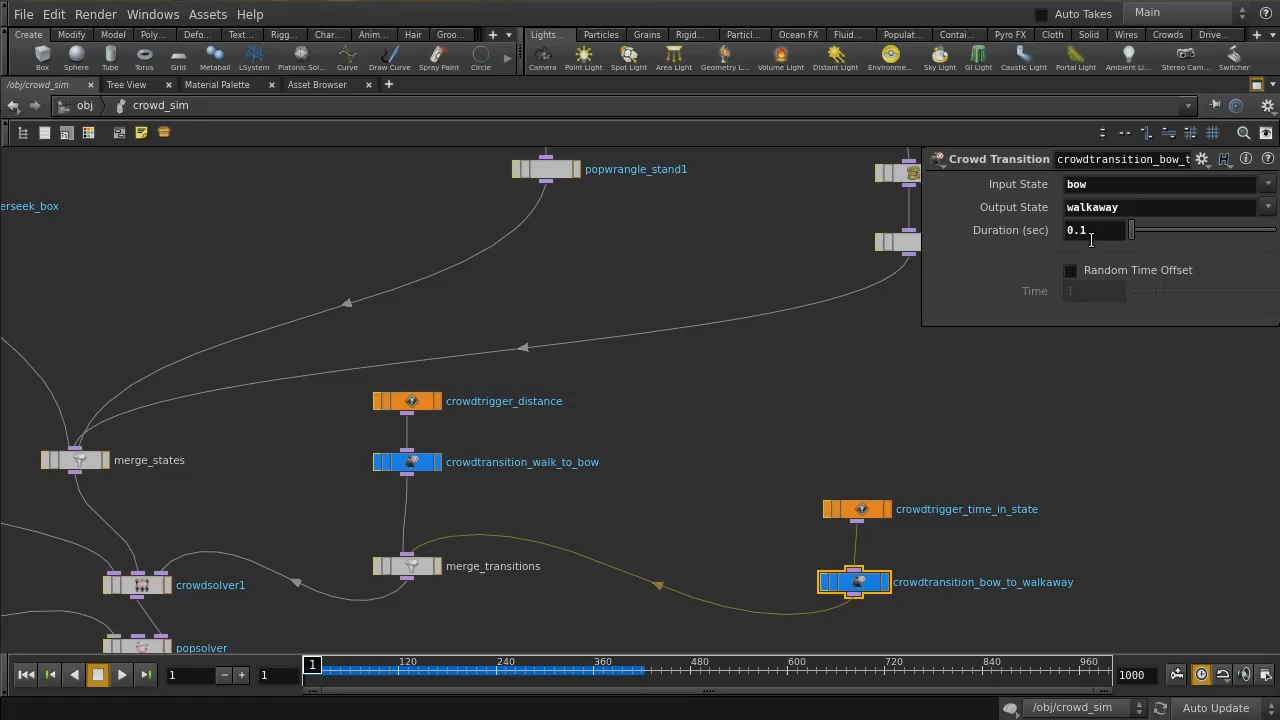 File Edit Render Windows Assets Help
Auto Takes Main
Create Modify Model Poly... Defo... Text... Rigg... Char... Anim... Hair Groo...
Lights... Particles Grains Rigid... Particl... Ocean FX Fluid... Populat... Contai... Pyro FX Cloth Solid Wires Crowds Drive...
Box Sphere Tube Torus Grid Metaball LSystem Platonic Sol... Curve Draw Curve Spray Paint Circle
Camera Point Light Spot Light Area Light Geometry L... Volume Light Distant Light Environme... Sky Light GI Light Caustic Light Portal Light Ambient Li... Stereo Cam... Switcher
/obj/crowd_sim Tree View Material Palette Asset Browser
obj crowd_sim
Crowd Transition crowdtransition_bow_t
Input State bow
Output State walkaway
Duration (sec) 0.1
Random Time Offset
Time 1
popwrangle_stand1
erseek_box
crowdtrigger_distance
merge_states
crowdtransition_walk_to_bow
crowdtrigger_time_in_state
merge_transitions
crowdsolver1
crowdtransition_bow_to_walkaway
popsolver
1 120 240 360 480 600 720 840 960
1 1 1000
/obj/crowd_sim Auto Update